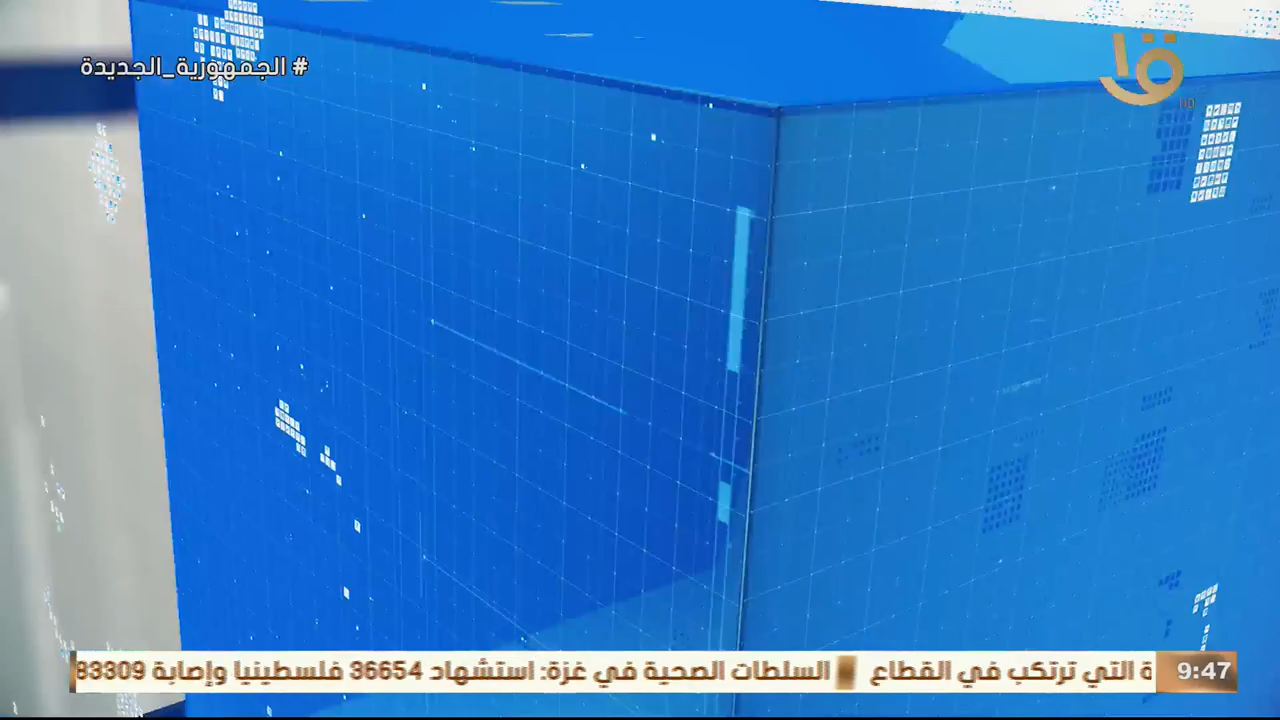 #الجمهورية_الجديدة
ة التي ترتكب في القطاع السلطات الصحية في غزة: استشهاد 36654 فلسطينيا وإصابة 83309
9:47